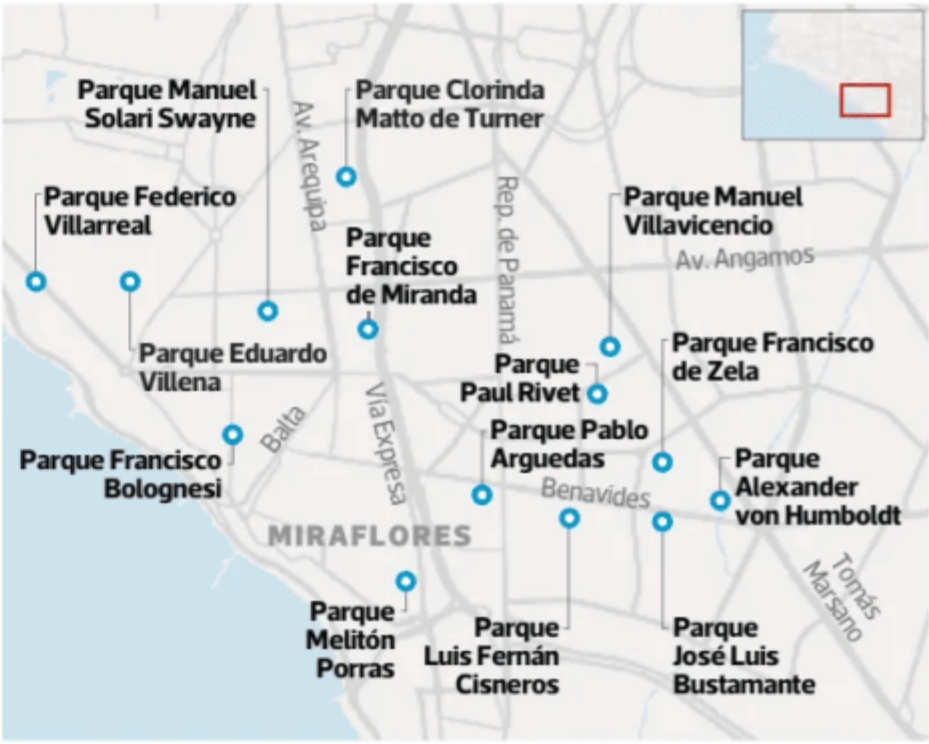 Parque Manuel
Solari Swayne
Parque Clorinda
Matto de Turner
Av. Arequipa
Parque Federico
Villarreal
Rep. de Panamá
Parque Manuel
Villavicencio
Parque
Francisco
de Miranda
Av. Angamos
Parque Eduardo
Villena
Parque Francisco
de Zela
Parque
Paul Rivet
Balta
Vía Expresa
Parque Pablo
Arguedas
Parque Francisco
Bolognesi
Benavides
Parque
Alexander
von Humboldt
MIRAFLORES
Tomás
Marsano
Parque
Melitón
Porras
Parque
Luis Fernán
Cisneros
Parque
José Luis
Bustamante